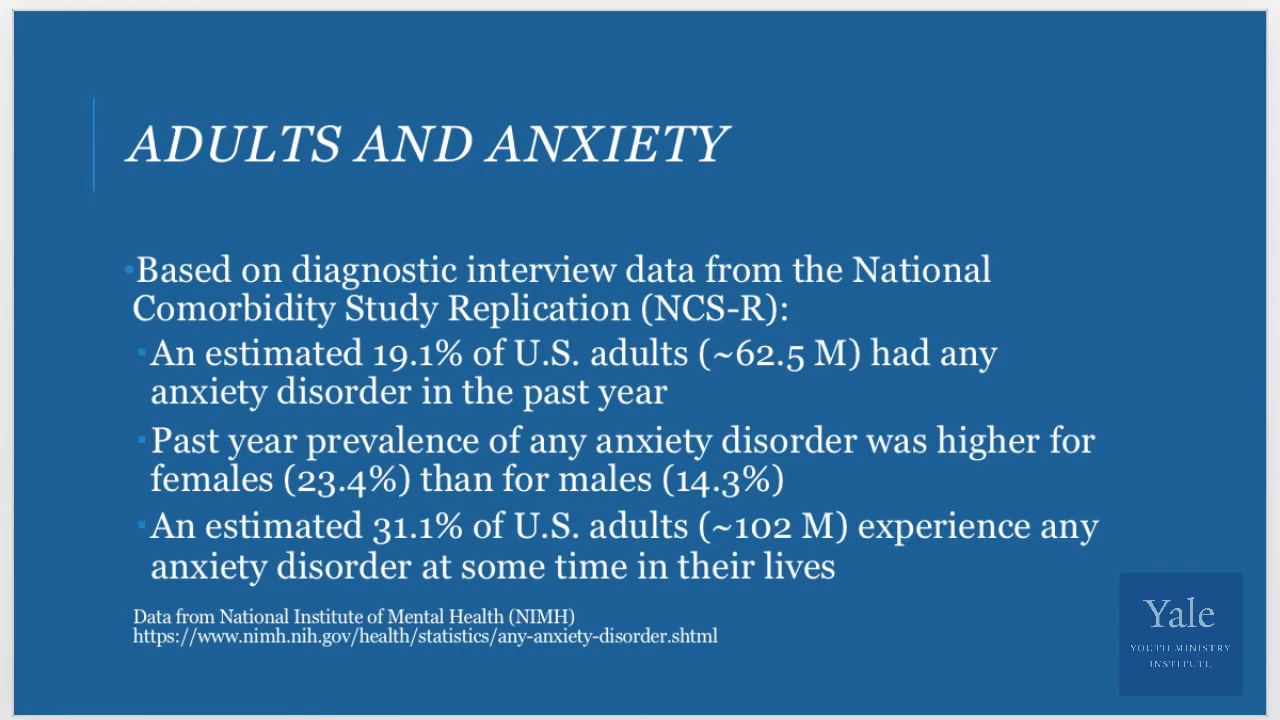 ADULTS AND ANXIETY
•Based on diagnostic interview data from the National
Comorbidity Study Replication (NCS-R):
▪An estimated 19.1% of U.S. adults (~62.5 M) had any
anxiety disorder in the past year
▪Past year prevalence of any anxiety disorder was higher for
females (23.4%) than for males (14.3%)
▪An estimated 31.1% of U.S. adults (~102 M) experience any
anxiety disorder at some time in their lives
Data from National Institute of Mental Health (NIMH)
https://www.nimh.nih.gov/health/statistics/any-anxiety-disorder.shtml
Yale
YOUTH MINISTRY
INSTITUTE